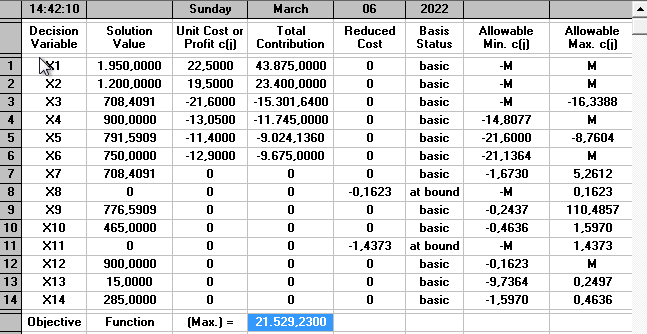 14:42:10 Sunday March 06 2022
Decision Solution Unit Cost or Total Reduced Basis Allowable Allowable
Variable Value Profit c(j) Contribution Cost Status Min. c(j) Max. c(j)
1 X1 1.950,0000 22,5000 43.875,0000 0 basic -M M
2 X2 1.200,0000 19,5000 23.400,0000 0 basic -M M
3 X3 708,4091 -21,6000 -15.301,6400 0 basic -M -16,3388
4 X4 900,0000 -13,0500 -11.745,0000 0 basic -14,8077 M
5 X5 791,5909 -11,4000 -9.024,1360 0 basic -21,6000 -8,7604
6 X6 750,0000 -12,9000 -9.675,0000 0 basic -21,1364 M
7 X7 708,4091 0 0 0 basic -1,6730 5,2612
8 X8 0 0 0 -0,1623 at bound -M 0,1623
9 X9 776,5909 0 0 0 basic -0,2437 110,4857
10 X10 465,0000 0 0 0 basic -0,4636 1,5970
11 X11 0 0 0 -1,4373 at bound -M 1,4373
12 X12 900,0000 0 0 0 basic -0,1623 M
13 X13 15,0000 0 0 0 basic -9,7364 0,2497
14 X14 285,0000 0 0 0 basic -1,5970 0,4636
Objective Function (Max.) = 21.529,2300